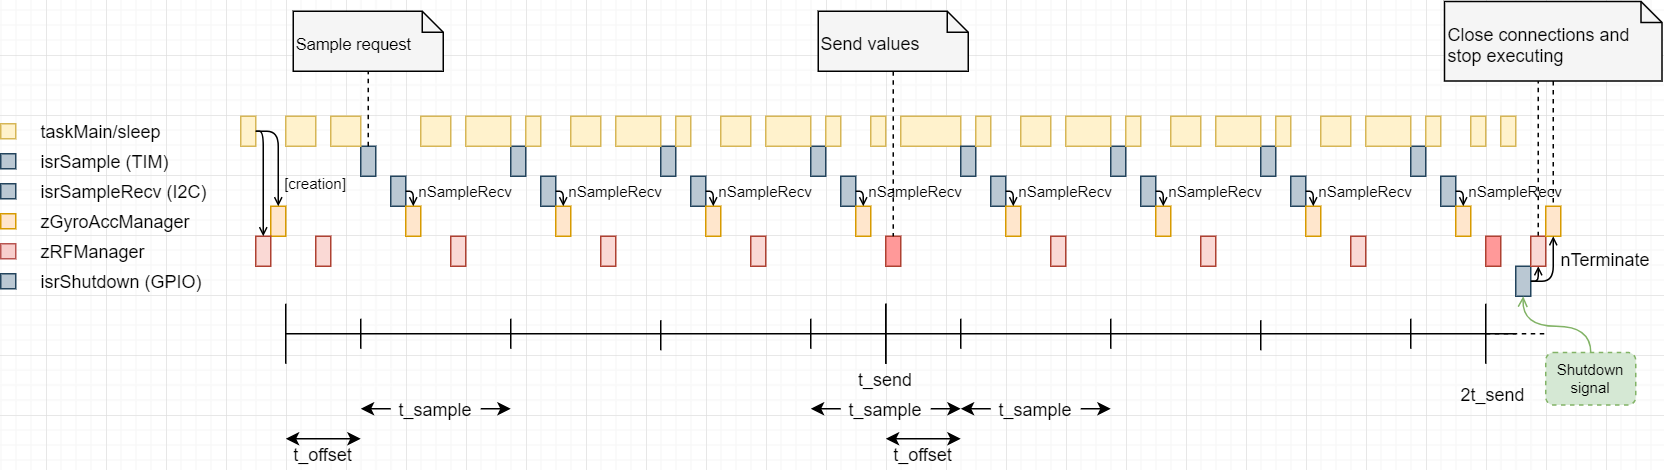 Sample request
Send values
Close connections and
stop executing
taskMain/sleep
isrSample (TIM)
isrSampleRecv (I2C)
zGyroAccManager
zRFManager
isrShutdown (GPIO)
[creation]
nSampleRecv
nSampleRecv
nSampleRecv
nSampleRecv
nSampleRecv
nSampleRecv
nSampleRecv
nSampleRecv
nTerminate
Shutdown
signal
t_send
2t_send
t_sample
t_sample
t_sample
t_offset
t_offset